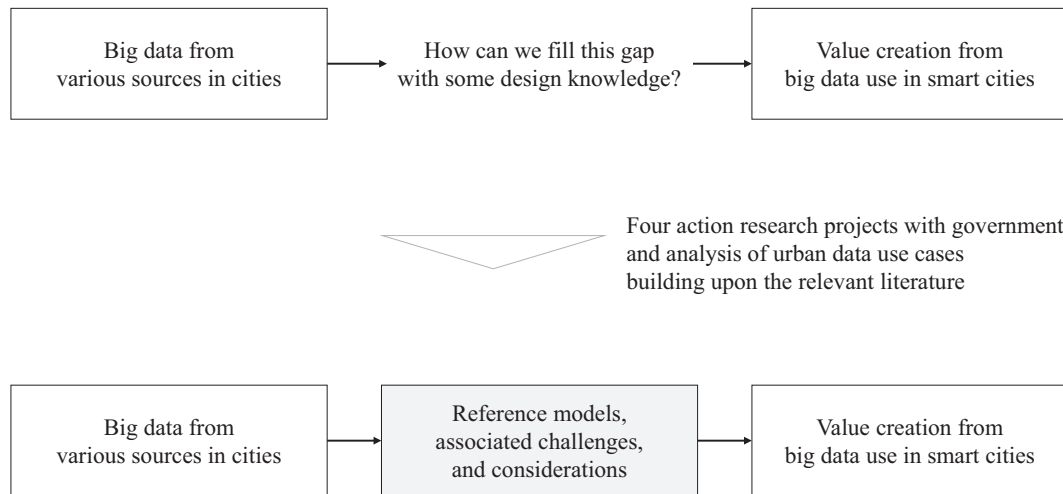 Big data from
various sources in cities
How can we fill this gap
with some design knowledge?
Value creation from
big data use in smart cities
Four action research projects with government
and analysis of urban data use cases
building upon the relevant literature
Big data from
various sources in cities
Reference models,
associated challenges,
and considerations
Value creation from
big data use in smart cities